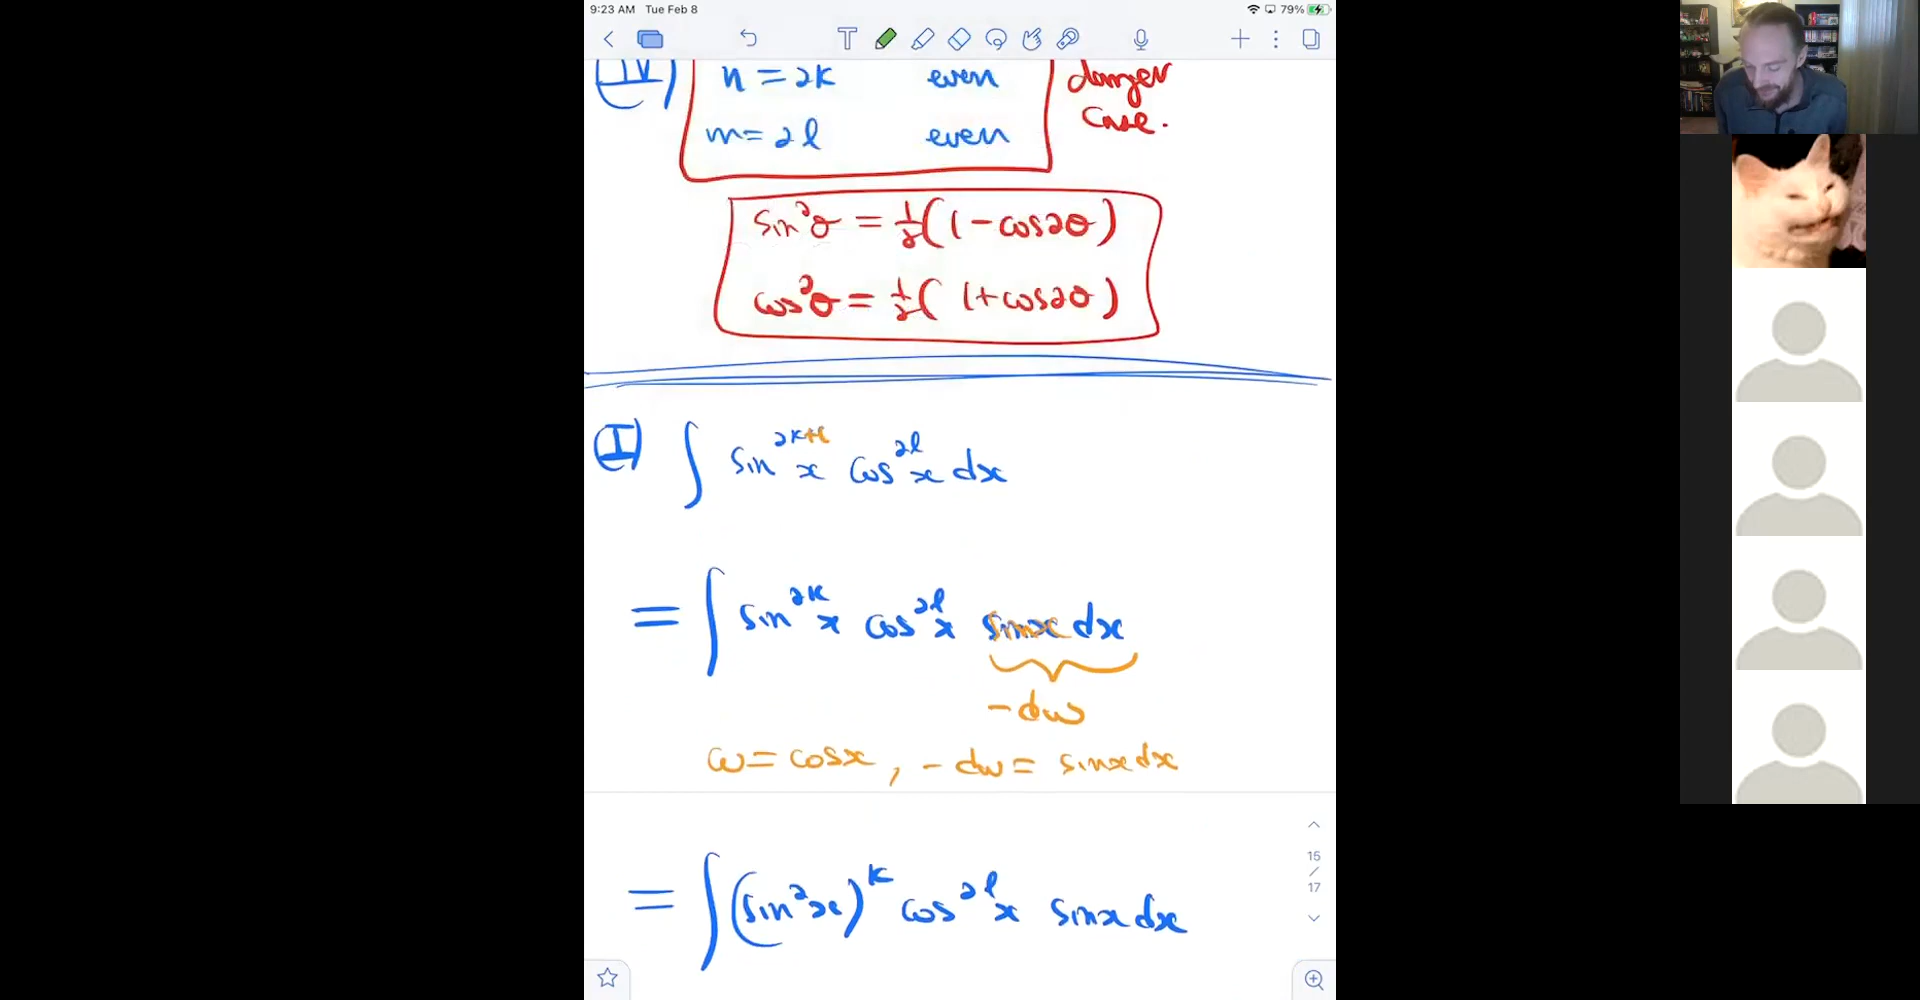 9:23 AM Tue Feb 8
79%
T
(IV) n = 2k even danger
m = 2l even case.
sin²θ = ½(1 - cos2θ)
cos²θ = ½(1 + cos2θ)
(I) ∫ sin^{2k+1} x cos^{2l} x dx
= ∫ sin^{2k} x cos^{2l} x sinx dx
-dw
w = cosx, -dw = sinx dx
= ∫ (sin²x)^k cos^{2l} x sinx dx
15
/
17